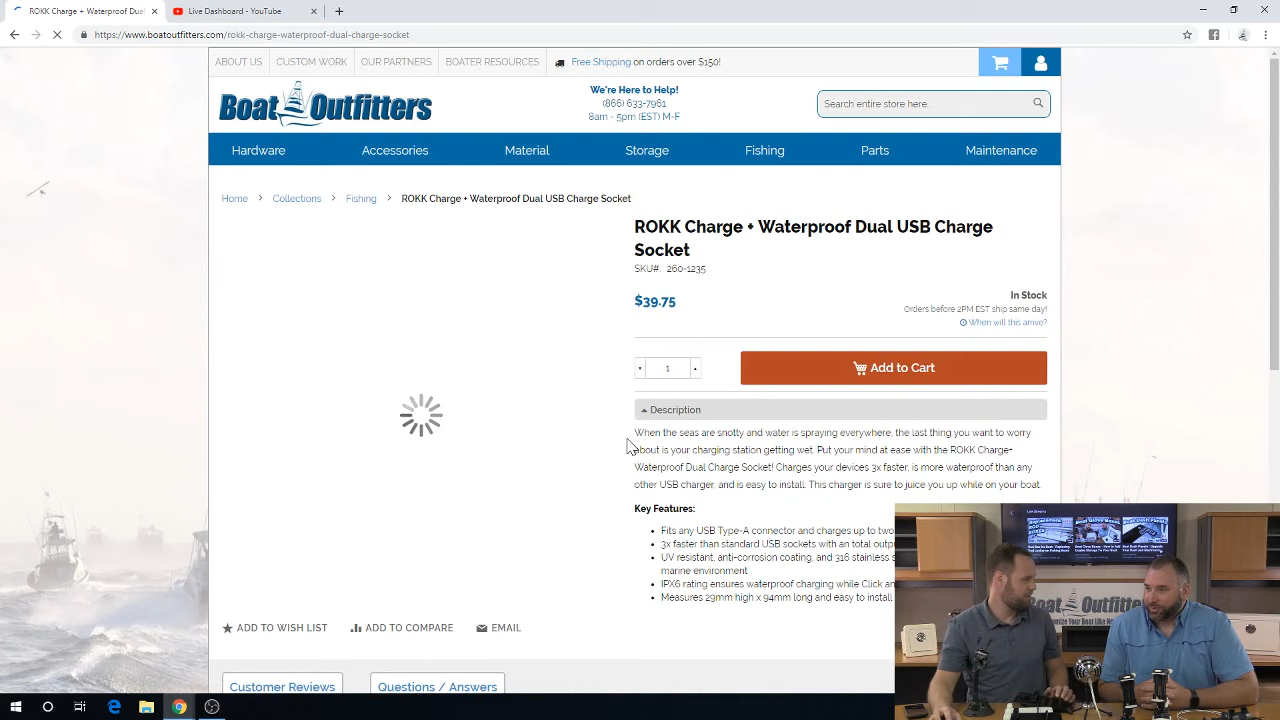 ROKK Charge + Waterproof Dual
Live Dashboard - YouTube
https://www.boatoutfitters.com/rokk-charge-waterproof-dual-charge-socket
ABOUT US
CUSTOM WORK
OUR PARTNERS
BOATER RESOURCES
Free Shipping on orders over $150!
Boat Outfitters
We're Here to Help!
(866) 633-7961
8am - 5pm (EST) M-F
Search entire store here...
Hardware
Accessories
Material
Storage
Fishing
Parts
Maintenance
Home > Collections > Fishing > ROKK Charge + Waterproof Dual USB Charge Socket
ROKK Charge + Waterproof Dual USB Charge
Socket
SKU#: 260-1235
$39.75
In Stock
Orders before 2PM EST ship same day!
When will this arrive?
1
Add to Cart
Description
When the seas are snotty and water is spraying everywhere, the last thing you want to worry
about is your charging station getting wet. Put your mind at ease with the ROKK Charge+
Waterproof Dual Charge Socket! Charges your devices 3x faster, is more waterproof than any
other USB charger, and is easy to install. This charger is sure to juice you up while on your boat.
Key Features:
Fits any USB Type-A connector and charges up to two
3x faster than standard USB sockets with an total outp
UV resistant, anti-corrosion coating, and 316 stainless
marine environment.
IPX6 rating ensures waterproof charging while Click an
Measures 29mm high x 94mm long and easy to install
ADD TO WISH LIST
ADD TO COMPARE
EMAIL
Customer Reviews
Questions / Answers
Boat Outfitters